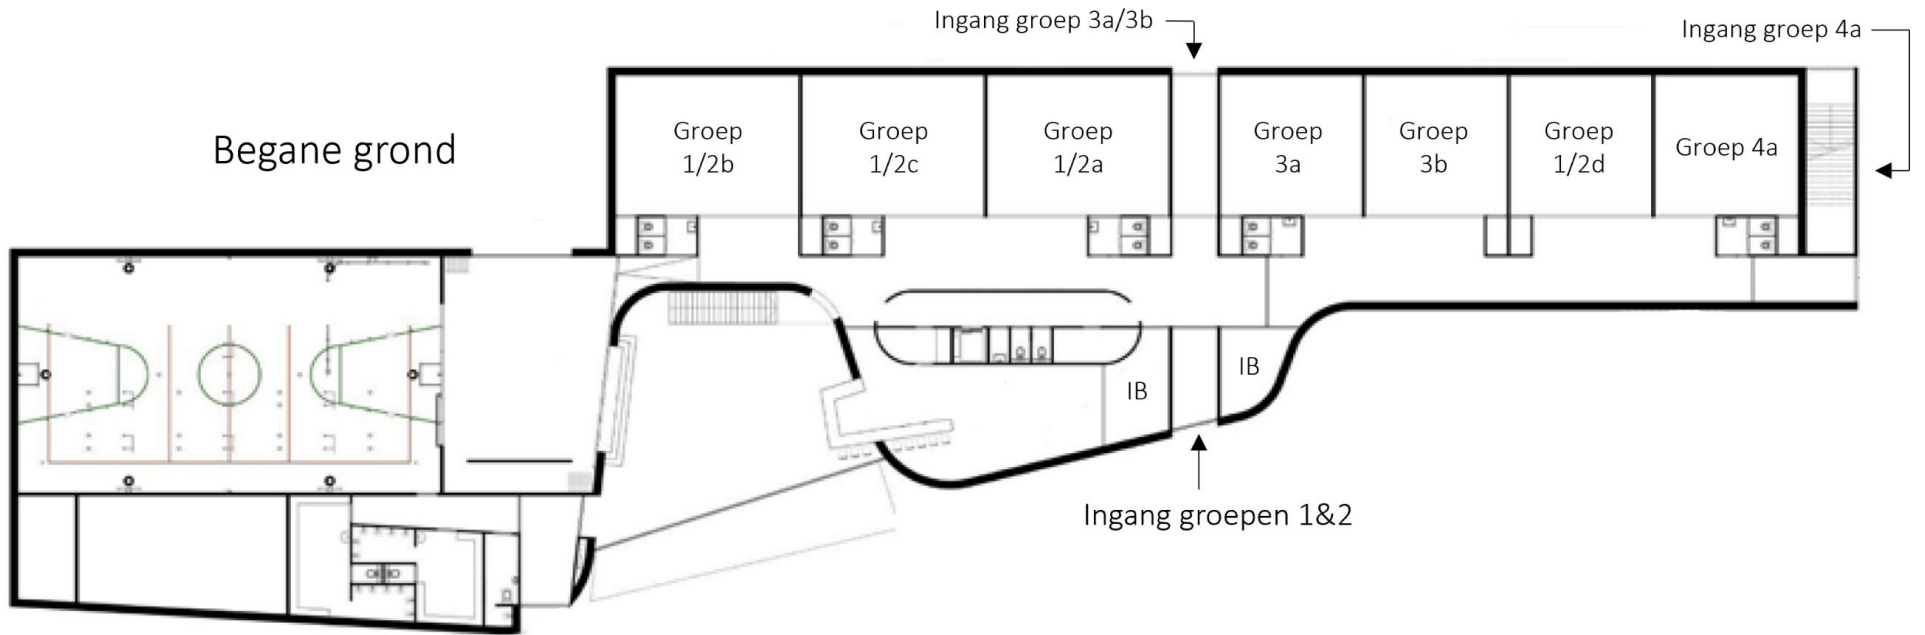 Ingang groep 3a/3b
Ingang groep 4a
Begane grond
Groep
1/2b
Groep
1/2c
Groep
1/2a
Groep
3a
Groep
3b
Groep
1/2d
Groep 4a
IB
IB
Ingang groepen 1&2